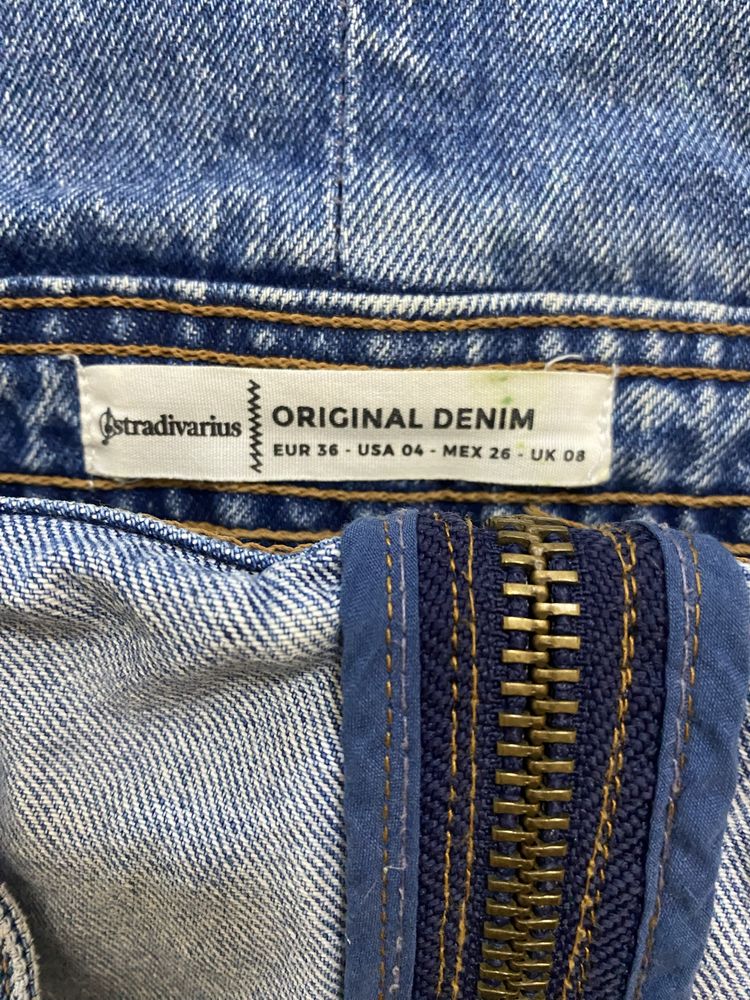 stradivarius
ORIGINAL DENIM
EUR 36 - USA 04 - MEX 26 - UK 08